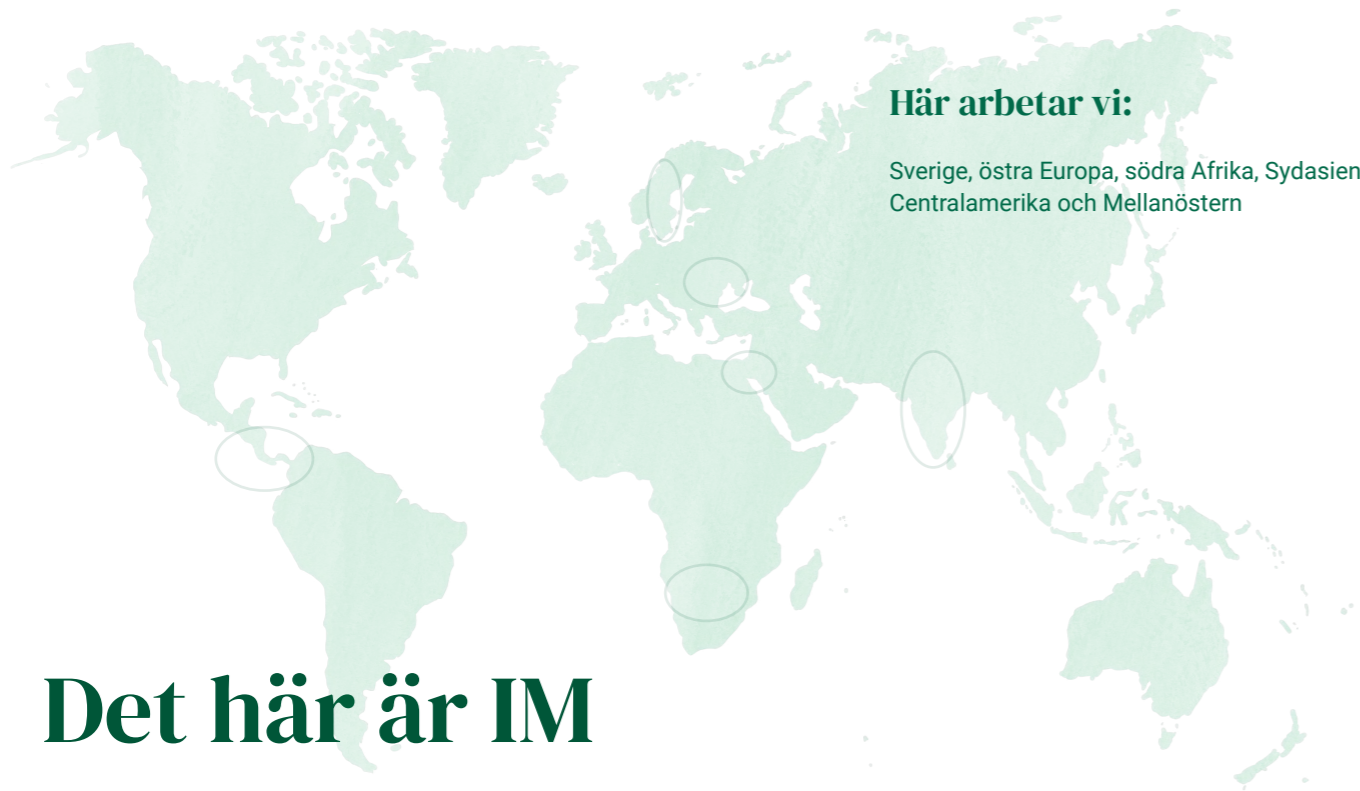 Här arbetar vi:
Sverige, östra Europa, södra Afrika, Sydasien
Centralamerika och Mellanöstern
Det här är IM